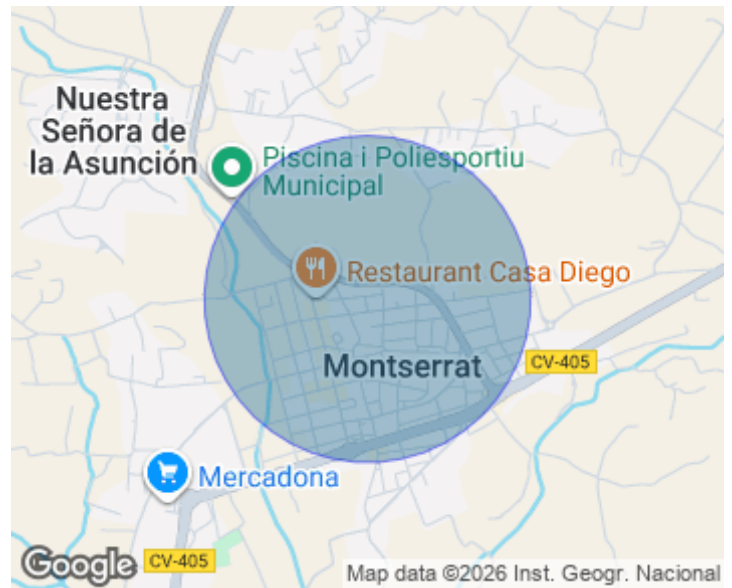 Nuestra
Señora de
la Asunción
Piscina i Poliesportiu
Municipal
Restaurant Casa Diego
Montserrat
CV-405
Mercadona
CV-405
Google
Map data ©2026 Inst. Geogr. Nacional